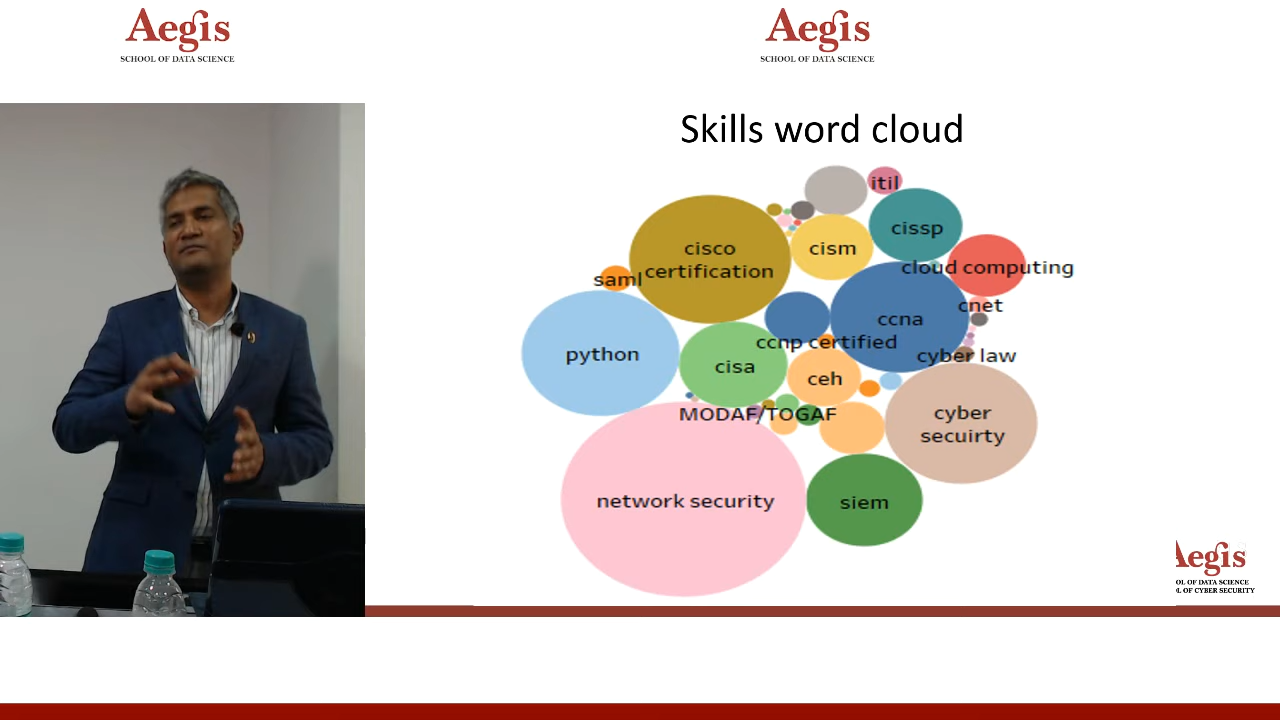 Aegis
SCHOOL OF DATA SCIENCE
Aegis
SCHOOL OF DATA SCIENCE
Skills word cloud
itil
cissp
cisco
certification
cism
cloud computing
saml
cnet
ccna
ccnp certified
python
cyber law
cisa
ceh
MODAF/TOGAF
cyber
secuirty
network security
siem
Aegis
OL OF DATA SCIENCE
L OF CYBER SECURITY